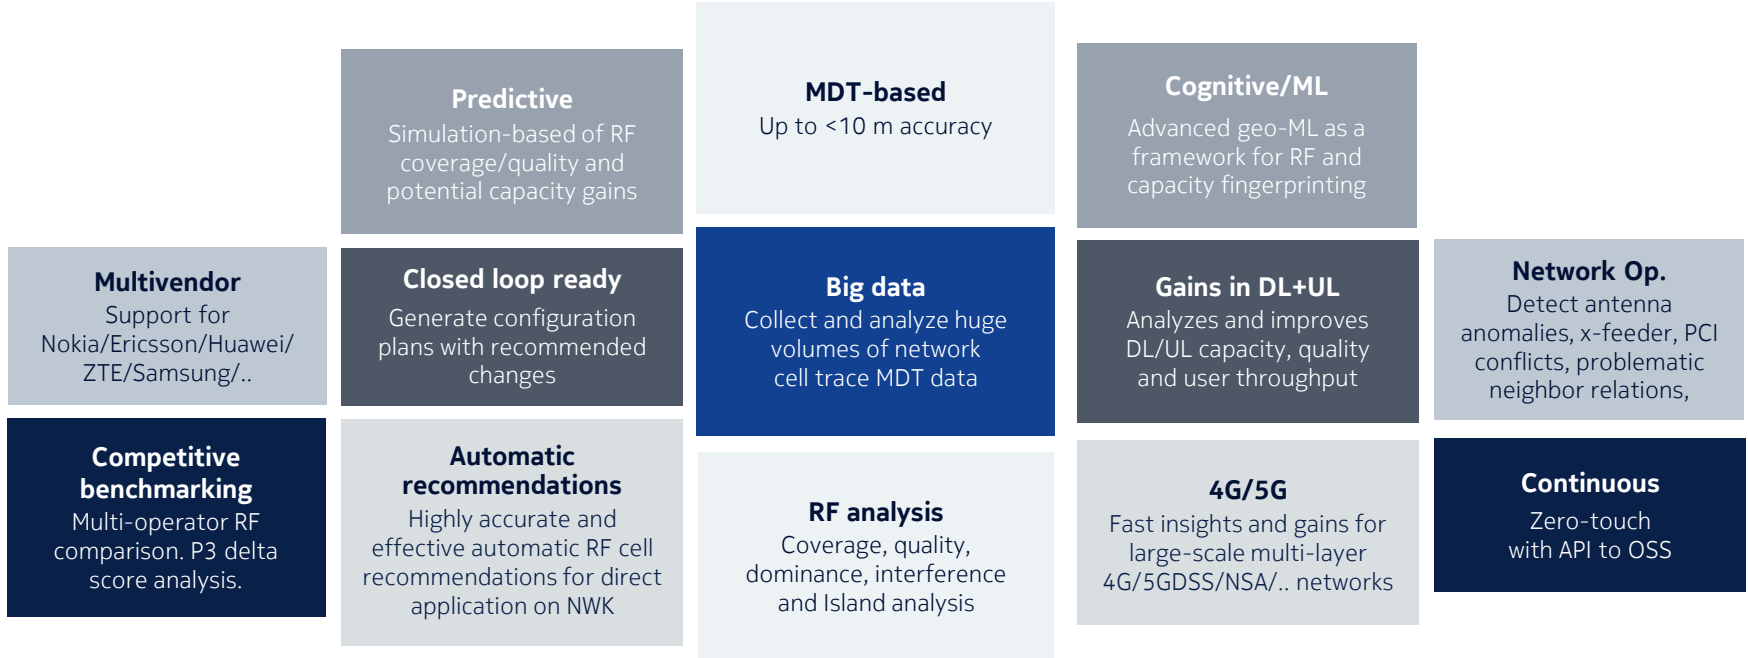 Predictive
Simulation-based of RF
coverage/quality and
potential capacity gains
MDT-based
Up to <10 m accuracy
Cognitive/ML
Advanced geo-ML as a
framework for RF and
capacity fingerprinting
Multivendor
Support for
Nokia/Ericsson/Huawei/
ZTE/Samsung/..
Closed loop ready
Generate configuration
plans with recommended
changes
Big data
Collect and analyze huge
volumes of network
cell trace MDT data
Gains in DL+UL
Analyzes and improves
DL/UL capacity, quality
and user throughput
Network Op.
Detect antenna
anomalies, x-feeder, PCI
conflicts, problematic
neighbor relations,
Competitive
benchmarking
Multi-operator RF
comparison. P3 delta
score analysis.
Automatic
recommendations
Highly accurate and
effective automatic RF cell
recommendations for direct
application on NWK
RF analysis
Coverage, quality,
dominance, interference
and Island analysis
4G/5G
Fast insights and gains for
large-scale multi-layer
4G/5GDSS/NSA/.. networks
Continuous
Zero-touch
with API to OSS